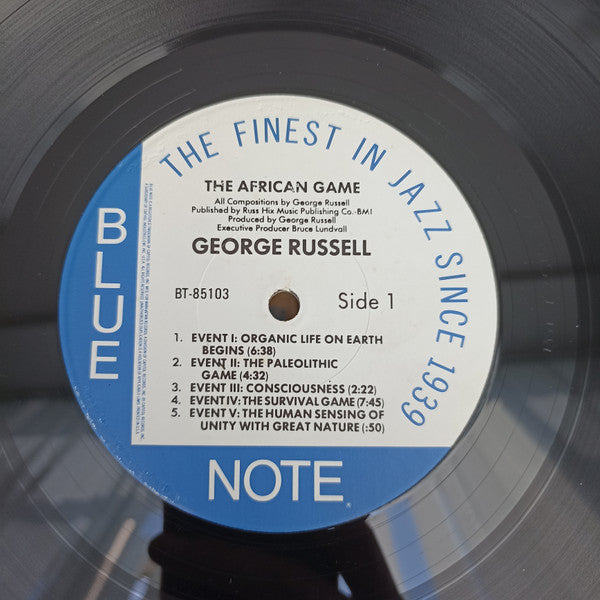 THE FINEST IN JAZZ SINCE 1939
THE AFRICAN GAME
All Compositions by George Russell
Published by Russ Hix Music Publishing Co.-BMI
Produced by George Russell
Executive Producer Bruce Lundvall
GEORGE RUSSELL
BT-85103
Side 1
1. EVENT I: ORGANIC LIFE ON EARTH
BEGINS (6:38)
2. EVENT II: THE PALEOLITHIC
GAME (4:32)
3. EVENT III: CONSCIOUSNESS (2:22)
4. EVENT IV: THE SURVIVAL GAME (7:45)
5. EVENT V: THE HUMAN SENSING OF
UNITY WITH GREAT NATURE (:50)
BLUE
NOTE